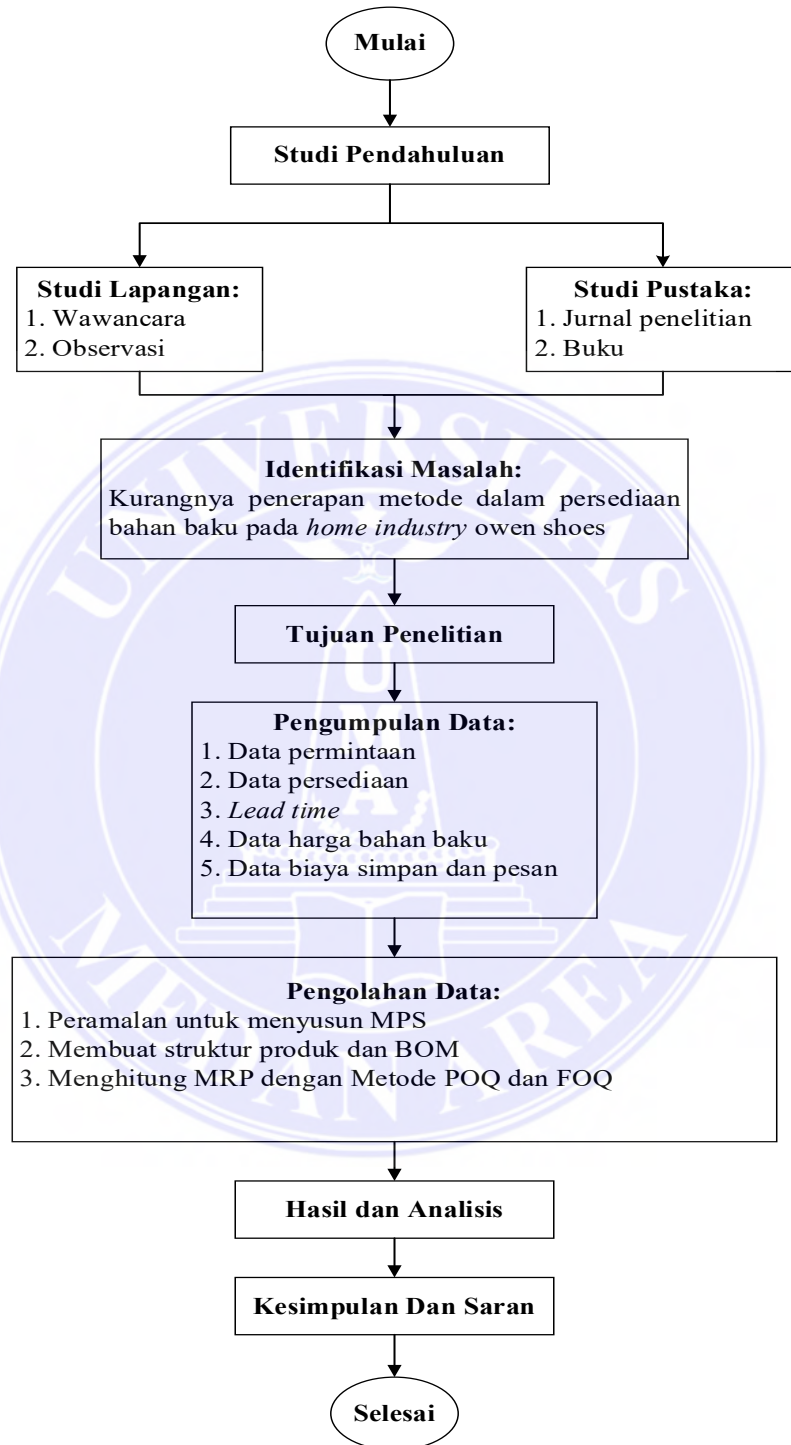 Mulai
Studi Pendahuluan
Studi Lapangan:
1. Wawancara
2. Observasi
Studi Pustaka:
1. Jurnal penelitian
2. Buku
Identifikasi Masalah:
Kurangnya penerapan metode dalam persediaan
bahan baku pada home industry owen shoes
Tujuan Penelitian
Pengumpulan Data:
1. Data permintaan
2. Data persediaan
3. Lead time
4. Data harga bahan baku
5. Data biaya simpan dan pesan
Pengolahan Data:
1. Peramalan untuk menyusun MPS
2. Membuat struktur produk dan BOM
3. Menghitung MRP dengan Metode POQ dan FOQ
Hasil dan Analisis
Kesimpulan Dan Saran
Selesai
UNIVERSITAS
UMA
MEDAN AREA